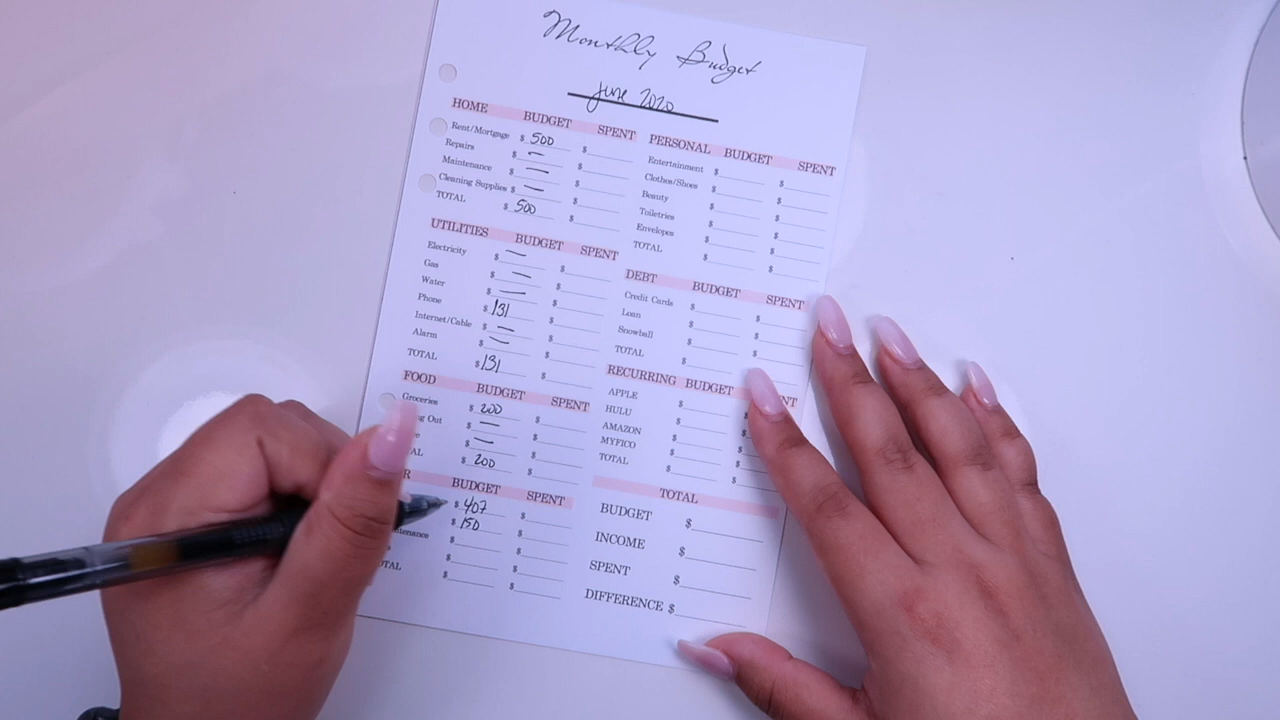 Monthly Budget
June 2020
HOME BUDGET SPENT
Rent/Mortgage $ 500 $
Repairs $ — $
Maintenance $ — $
Cleaning Supplies $ — $
TOTAL $ 500 $
UTILITIES BUDGET SPENT
Electricity $ — $
Gas $ — $
Water $ — $
Phone $ 131 $
Internet/Cable $ — $
Alarm $ — $
TOTAL $ 131 $
FOOD BUDGET SPENT
Groceries $ 200 $
Out $ — $
$ — $
$ 200 $
BUDGET SPENT
$ 407 $
$ 150 $
$ $
$ $
$ $
PERSONAL BUDGET SPENT
Entertainment $ $
Clothes/Shoes $ $
Beauty $ $
Toiletries $ $
Envelopes $ $
TOTAL $ $
DEBT BUDGET SPENT
Credit Cards $ $
Loan $ $
Snowball $ $
TOTAL $ $
RECURRING BUDGET
APPLE $ $
HULU $ $
AMAZON $ $
MYFICO $ $
TOTAL $ $
TOTAL
BUDGET $
INCOME $
SPENT $
DIFFERENCE $